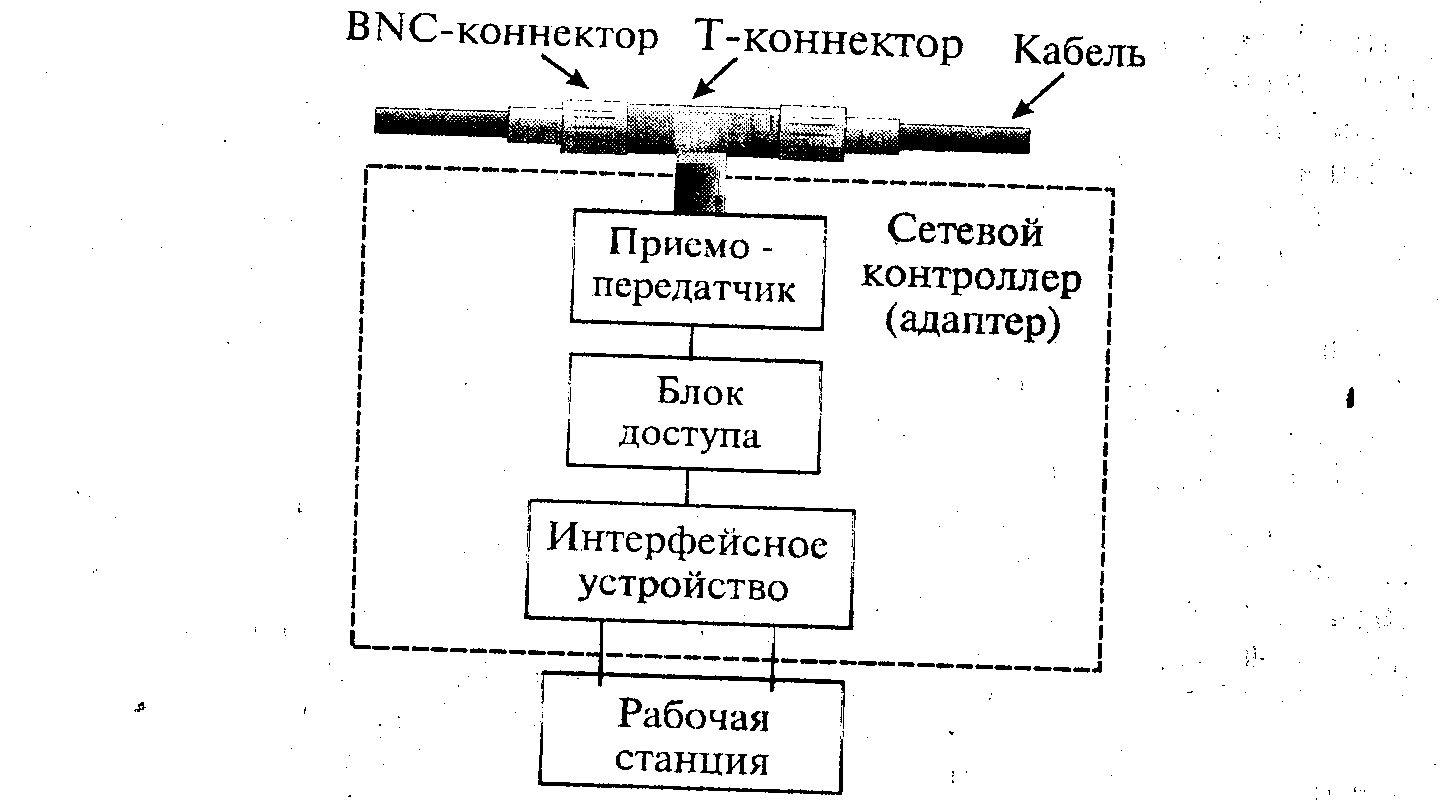 BNC-коннектор Т-коннектор Кабель
Приемо -
передатчик
Сетевой
контроллер
(адаптер)
Блок
доступа
Интерфейсное
устройство
Рабочая
станция